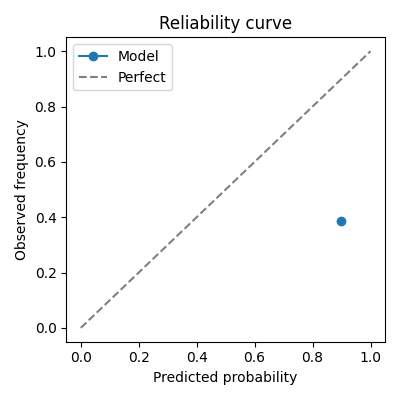 Reliability curve
Model
Perfect
1.0
0.8
0.6
0.4
0.2
0.0
Observed frequency
0.0 0.2 0.4 0.6 0.8 1.0
Predicted probability